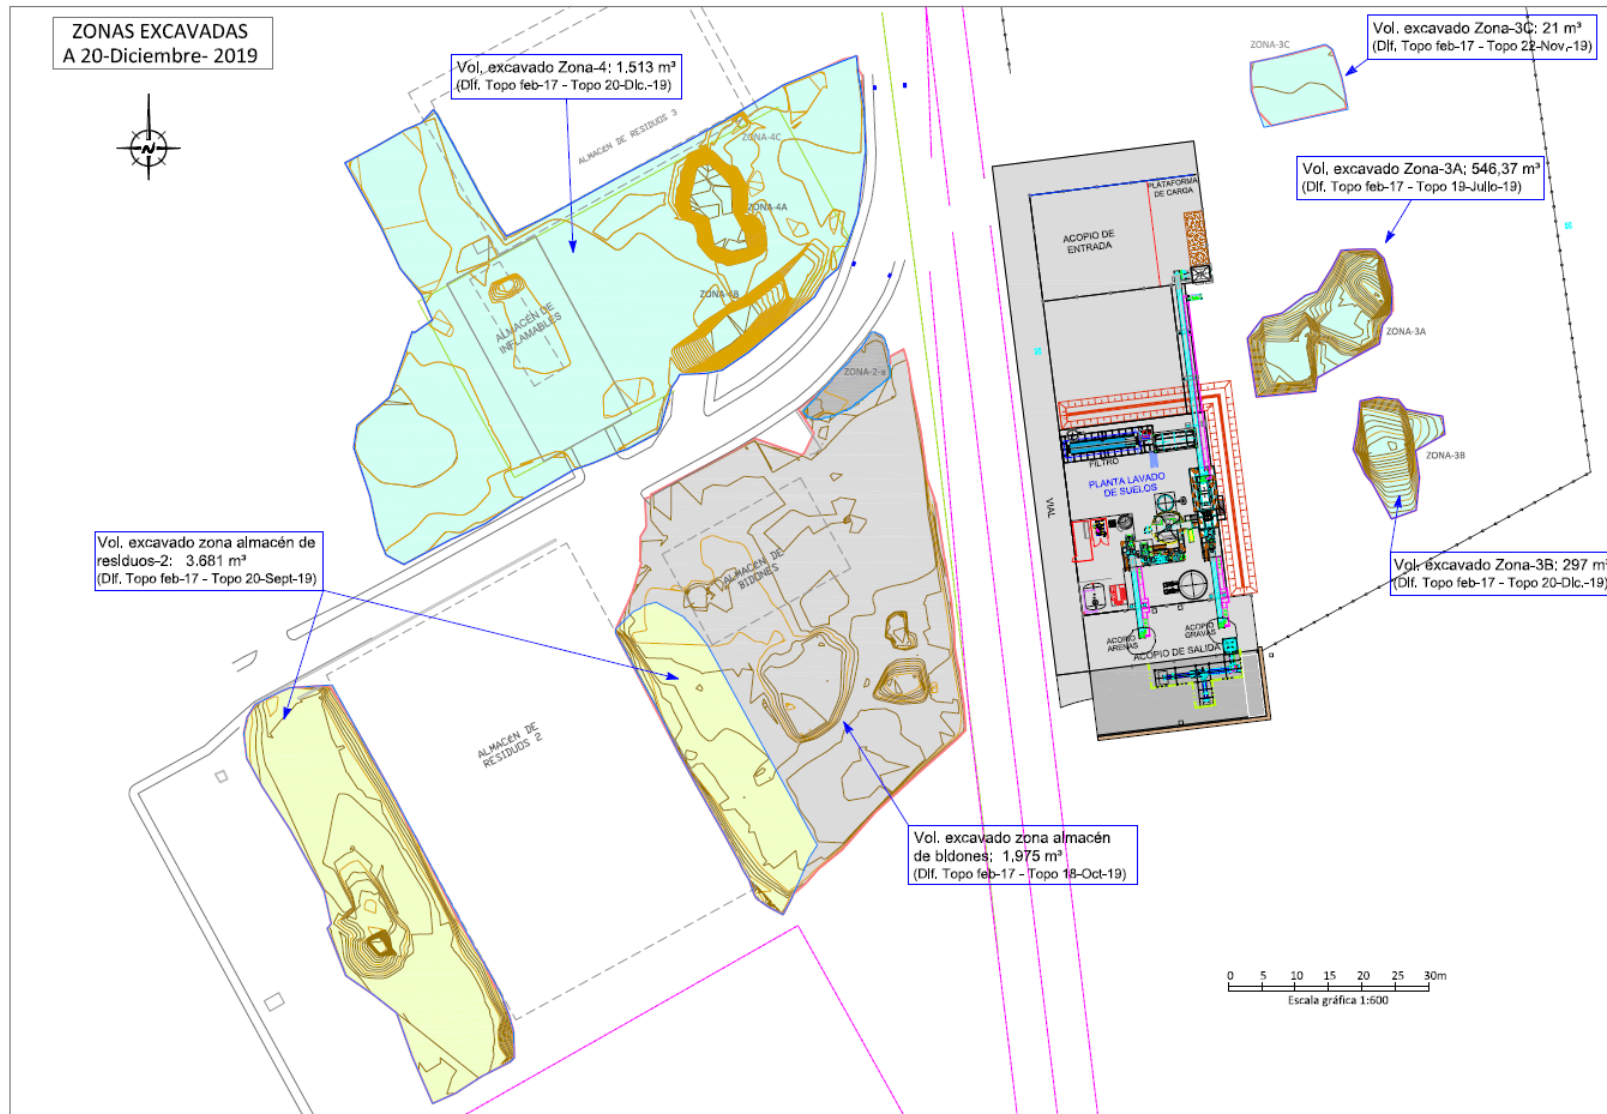 ZONAS EXCAVADAS
A 20-Diciembre- 2019
N
Vol. excavado Zona-4: 1.513 m³
(Dif. Topo feb-17 - Topo 20-Dic.-19)
Vol. excavado Zona-3C: 21 m³
(Dif. Topo feb-17 - Topo 22-Nov.-19)
ZONA-3C
Vol. excavado Zona-3A: 546,37 m³
(Dif. Topo feb-17 - Topo 19-Julio-19)
ALMACÉN DE RESIDUOS 3
ZONA-4C
ZONA-4A
ZONA-4B
ALMACÉN DE
INFLAMABLES
PLATAFORMA
DE CARGA
ACOPIO DE
ENTRADA
ZONA-3A
ZONA-2-a
ZONA-3B
FILTRO
PLANTA LAVADO
DE SUELOS
VIAL
Vol. excavado zona almacén de
residuos-2: 3.681 m³
(Dif. Topo feb-17 - Topo 20-Sept-19)
ALMACÉN DE
BIDONES
Vol. excavado Zona-3B: 297 m³
(Dif. Topo feb-17 - Topo 20-Dic.-19)
ACOPIO
ARENAS
ACOPIO
GRAVAS
ACOPIO DE SALIDA
ALMACÉN DE
RESIDUOS 2
Vol. excavado zona almacén
de bidones: 1,975 m³
(Dif. Topo feb-17 - Topo 18-Oct-19)
0 5 10 15 20 25 30m
Escala gráfica 1:600